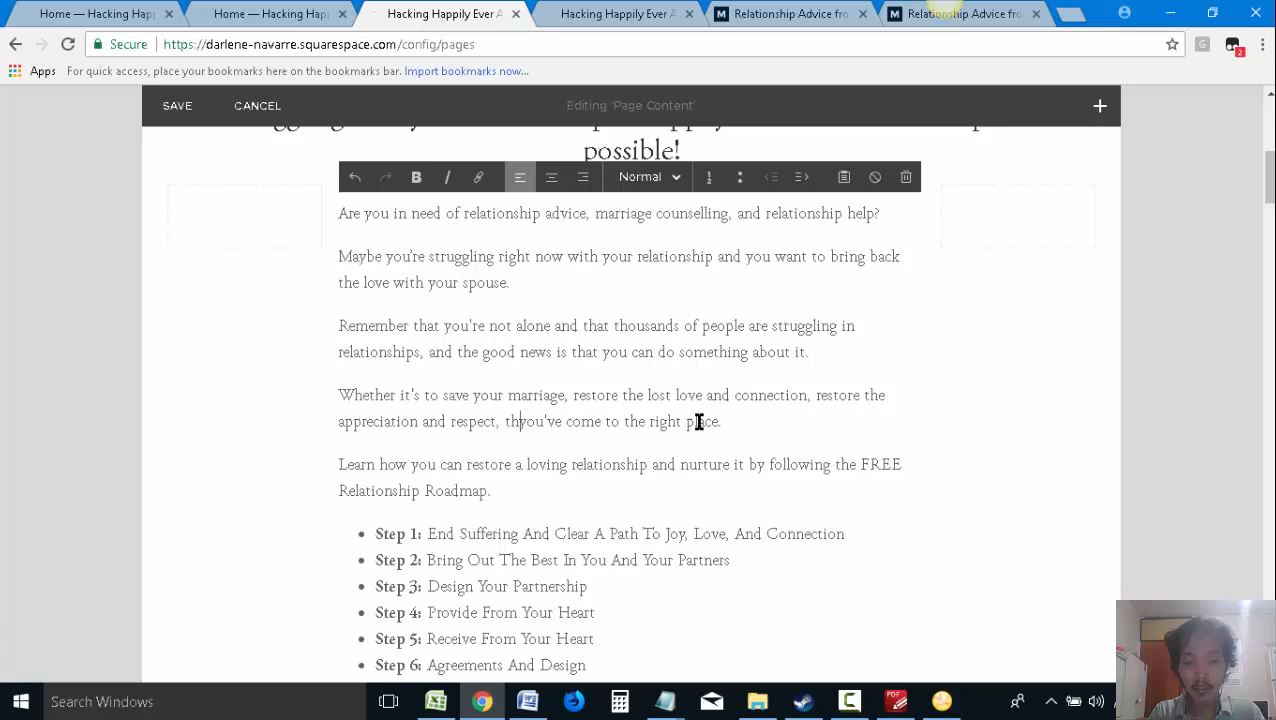 Home — Hacking Hap
Home — Hacking Hap
Hacking Happily Ever A
Hacking Happily Ever A
Relationship Advice from
Relationship Advice from
Secure
https://darlene-navarre.squarespace.com/config/pages
2
Apps
For quick access, place your bookmarks here on the bookmarks bar.
Import bookmarks now...
SAVE
CANCEL
Editing 'Page Content'
possible!
Normal
Are you in need of relationship advice, marriage counselling, and relationship help?
Maybe you're struggling right now with your relationship and you want to bring back
the love with your spouse.
Remember that you're not alone and that thousands of people are struggling in
relationships, and the good news is that you can do something about it.
Whether it's to save your marriage, restore the lost love and connection, restore the
appreciation and respect, thyou've come to the right place.
Learn how you can restore a loving relationship and nurture it by following the FREE
Relationship Roadmap.
Step 1: End Suffering And Clear A Path To Joy, Love, And Connection
Step 2: Bring Out The Best In You And Your Partners
Step 3: Design Your Partnership
Step 4: Provide From Your Heart
Step 5: Receive From Your Heart
Step 6: Agreements And Design
Search Windows